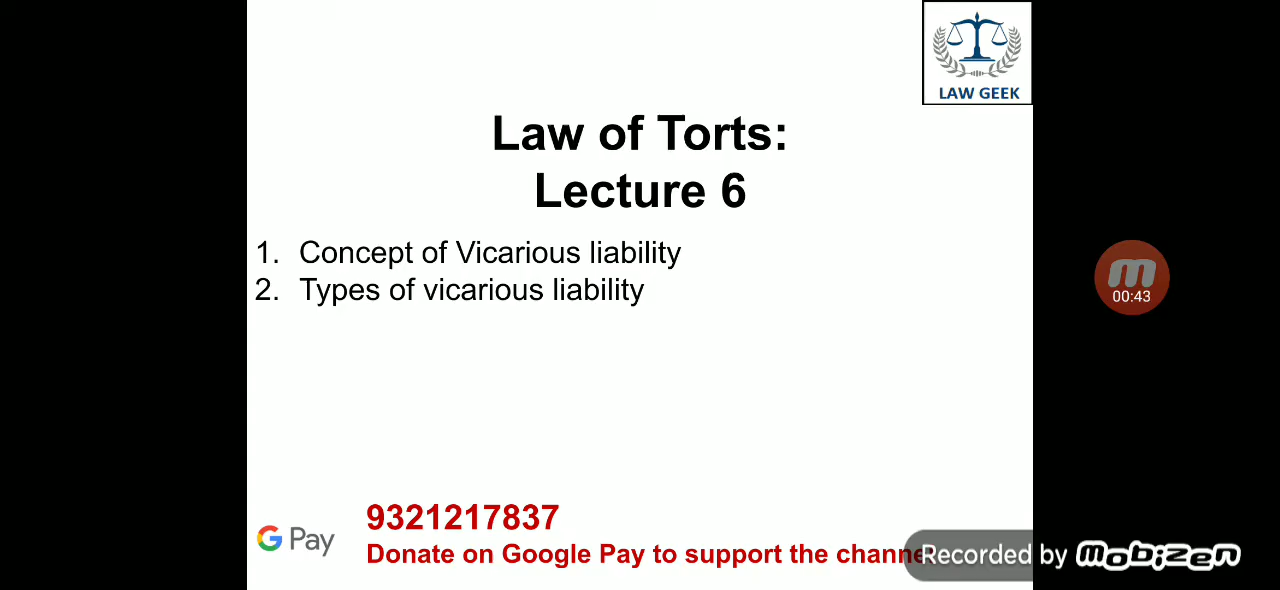 LAW GEEK
Law of Torts:
Lecture 6
1. Concept of Vicarious liability
2. Types of vicarious liability
00:43
9321217837
G Pay
Donate on Google Pay to support the
Recorded by mobizen